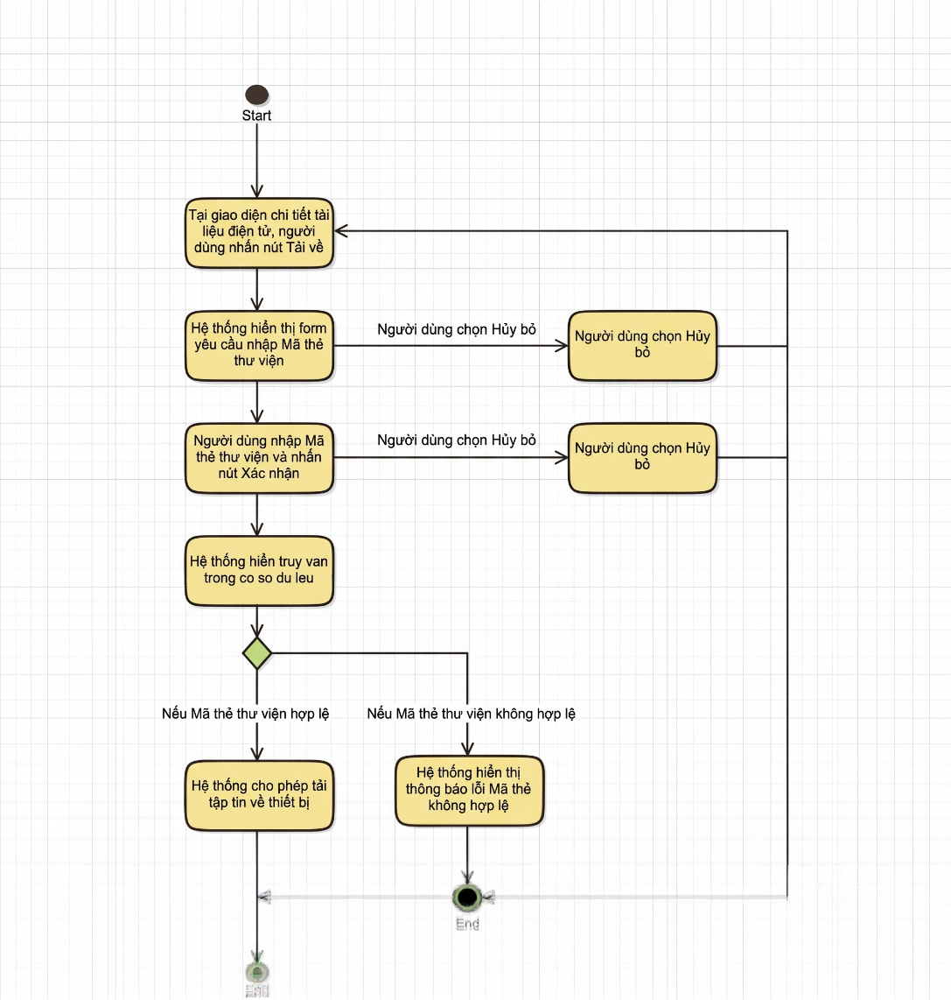 Start
Tại giao diện chi tiết tài
liệu điện tử, người
dùng nhấn nút Tải về
Hệ thống hiển thị form
yêu cầu nhập Mã thẻ
thư viện
Người dùng chọn Hủy bỏ
Người dùng chọn Hủy
bỏ
Người dùng nhập Mã
thẻ thư viện và nhấn
nút Xác nhận
Người dùng chọn Hủy bỏ
Người dùng chọn Hủy
bỏ
Hệ thống hiển truy van
trong co so du leu
Nếu Mã thẻ thư viện hợp lệ
Nếu Mã thẻ thư viện không hợp lệ
Hệ thống cho phép tải
tập tin về thiết bị
Hệ thống hiển thị
thông báo lỗi Mã thẻ
không hợp lệ
End